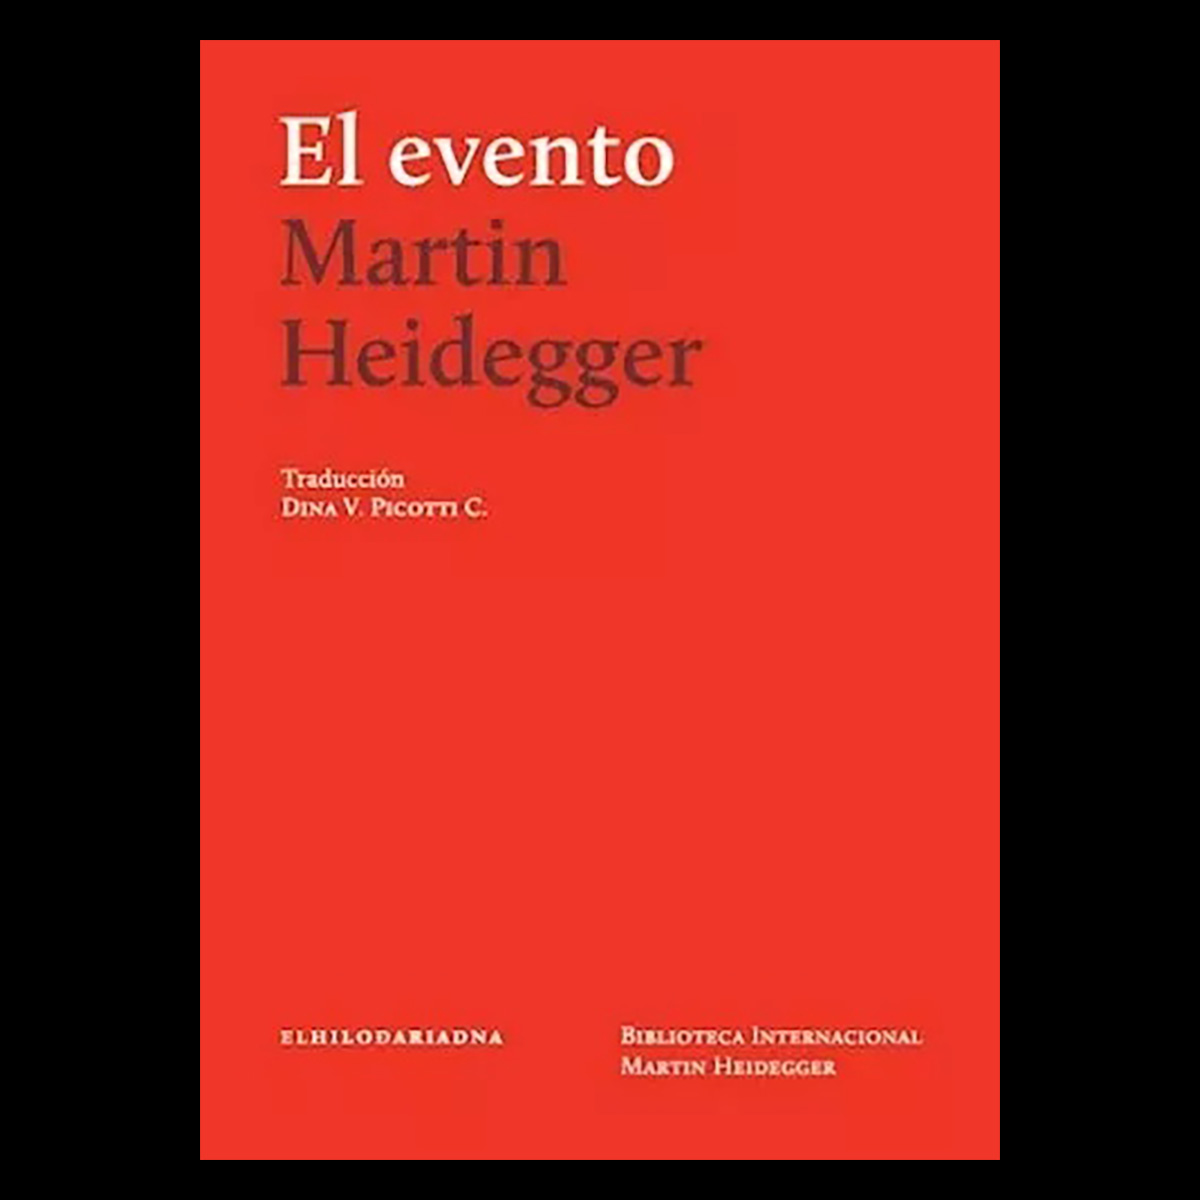 El evento
Martin
Heidegger
Traducción
Dina V. Picotti C.
ELHILODARIADNA
Biblioteca Internacional
Martin Heidegger